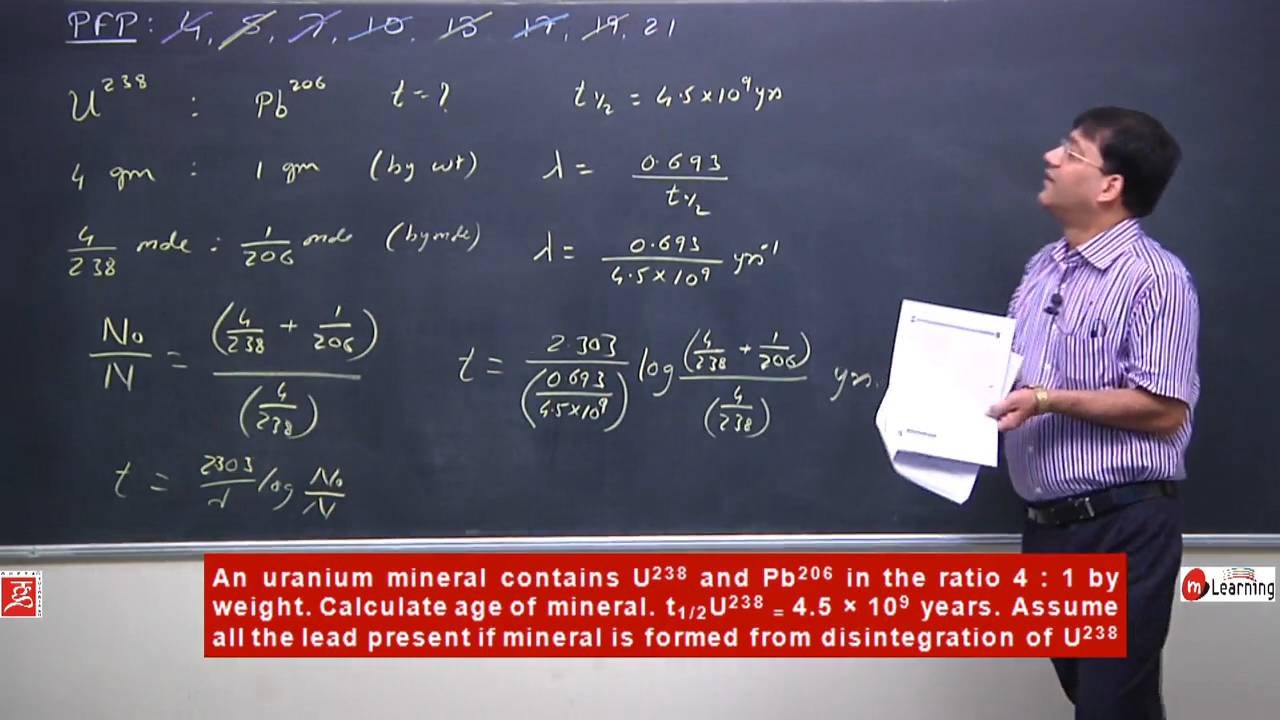 PFP : 4, 5, 7, 10, 13, 17, 19, 21
U²³⁸ : Pb²⁰⁶ t = ? t½ = 4.5 × 10⁹ yrs
4 gm : 1 gm (by wt) λ = 0.693 / t½
4/238 mole : 1/206 mole (by mole) λ = 0.693 / 4.5 × 10⁹ yrs⁻¹
N₀/N = (4/238 + 1/206) / (4/238) t = 2.303 / (0.693 / 4.5×10⁹) log (4/238 + 1/206) / (4/238) yrs.
t = 2303/λ log N₀/N
An uranium mineral contains U²³⁸ and Pb²⁰⁶ in the ratio 4 : 1 by
weight. Calculate age of mineral. t₁/₂U²³⁸ = 4.5 × 10⁹ years. Assume
all the lead present if mineral is formed from disintegration of U²³⁸
m Learning